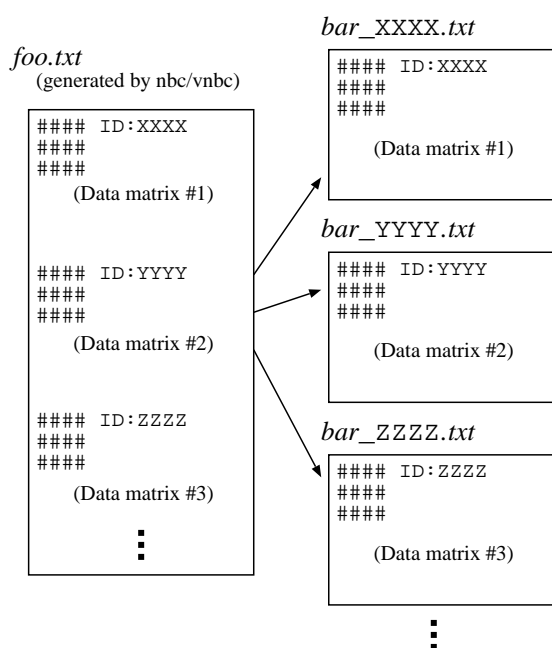 foo.txt
(generated by nbc/vnbc)
#### ID:XXXX
####
####
(Data matrix #1)
#### ID:YYYY
####
####
(Data matrix #2)
#### ID:ZZZZ
####
####
(Data matrix #3)
bar_XXXX.txt
#### ID:XXXX
####
####
(Data matrix #1)
bar_YYYY.txt
#### ID:YYYY
####
####
(Data matrix #2)
bar_ZZZZ.txt
#### ID:ZZZZ
####
####
(Data matrix #3)